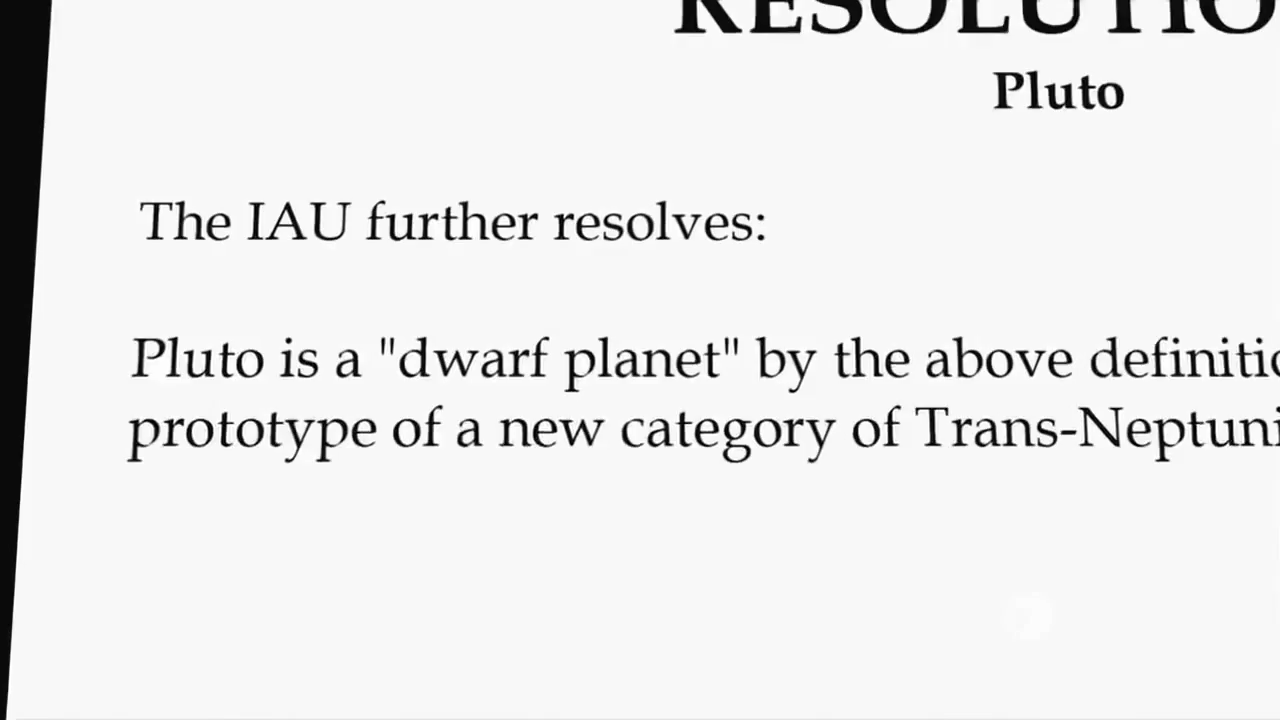 RESOLUTIO
Pluto
The IAU further resolves:
Pluto is a "dwarf planet" by the above definitio
prototype of a new category of Trans-Neptuni